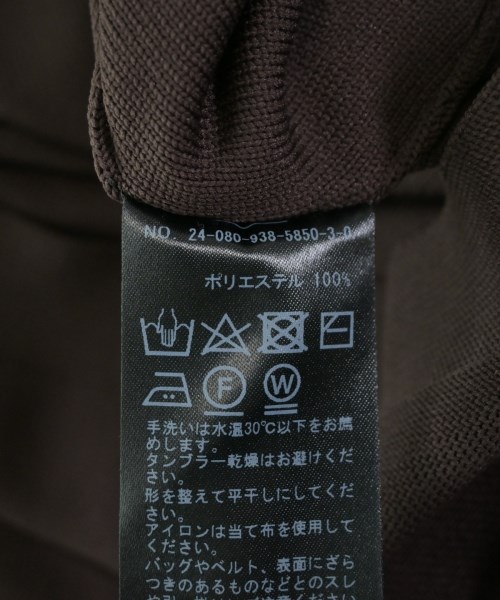 NO. 24-080-938-5850-3-0
ポリエステル 100%
F W
手洗いは水温30℃以下をお薦
めします。
タンブラー乾燥はお避けくだ
さい。
形を整えて平干しにしてくだ
さい。
アイロンは当て布を使用して
ください。
バッグやベルト、表面にざら
つきのあるものなどとのスレ
ください